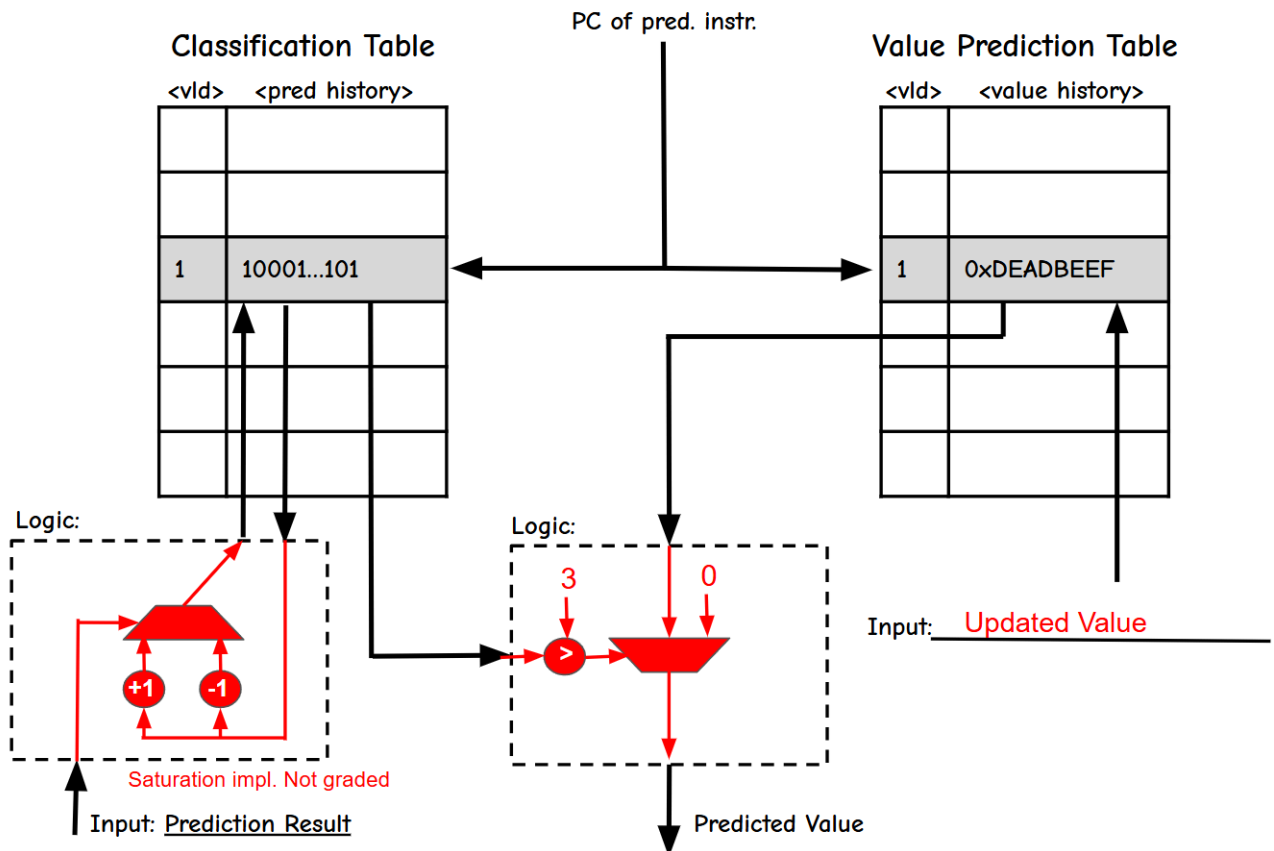 PC of pred. instr.
Classification Table
Value Prediction Table
<vld> <pred history>
<vld> <value history>
1 10001...101
1 0xDEADBEEF
Logic:
Logic:
3 0
>
+1 -1
Input: Updated Value
Saturation impl. Not graded
Input: Prediction Result
Predicted Value